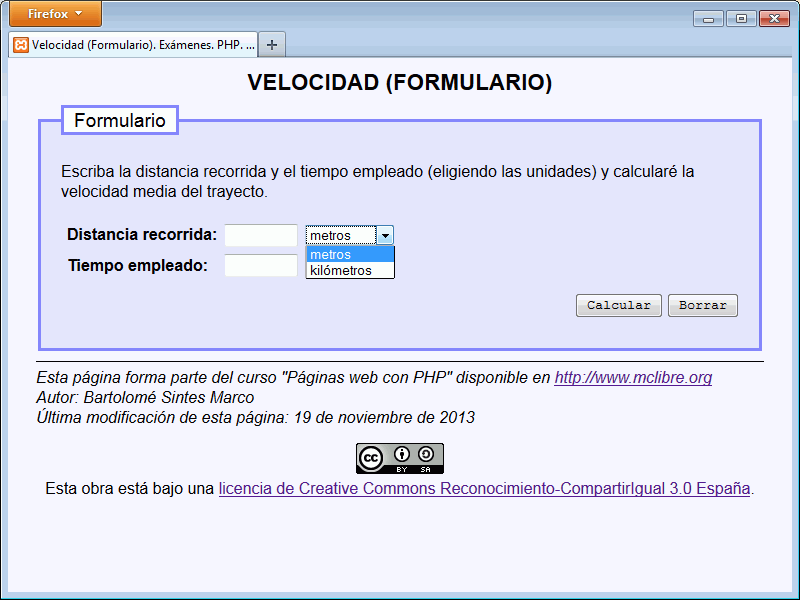 Firefox
Velocidad (Formulario). Exámenes. PHP. ...
VELOCIDAD (FORMULARIO)
Formulario
Escriba la distancia recorrida y el tiempo empleado (eligiendo las unidades) y calcularé la
velocidad media del trayecto.
Distancia recorrida: metros
metros
Tiempo empleado:
kilómetros
Calcular Borrar
Esta página forma parte del curso "Páginas web con PHP" disponible en http://www.mclibre.org
Autor: Bartolomé Sintes Marco
Última modificación de esta página: 19 de noviembre de 2013
cc BY SA
Esta obra está bajo una licencia de Creative Commons Reconocimiento-CompartirIgual 3.0 España.